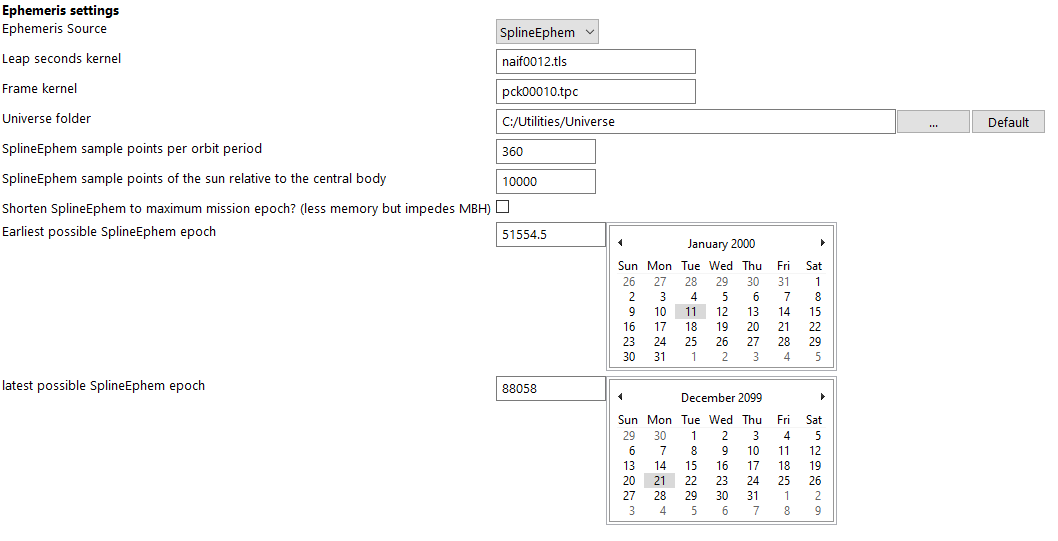 Ephemeris settings
Ephemeris Source SplineEphem
Leap seconds kernel naif0012.tls
Frame kernel pck00010.tpc
Universe folder C:/Utilities/Universe ... Default
SplineEphem sample points per orbit period 360
SplineEphem sample points of the sun relative to the central body 10000
Shorten SplineEphem to maximum mission epoch? (less memory but impedes MBH)
Earliest possible SplineEphem epoch 51554.5
January 2000
Sun Mon Tue Wed Thu Fri Sat
26 27 28 29 30 31 1
2 3 4 5 6 7 8
9 10 11 12 13 14 15
16 17 18 19 20 21 22
23 24 25 26 27 28 29
30 31 1 2 3 4 5
latest possible SplineEphem epoch 88058
December 2099
Sun Mon Tue Wed Thu Fri Sat
29 30 1 2 3 4 5
6 7 8 9 10 11 12
13 14 15 16 17 18 19
20 21 22 23 24 25 26
27 28 29 30 31 1 2
3 4 5 6 7 8 9